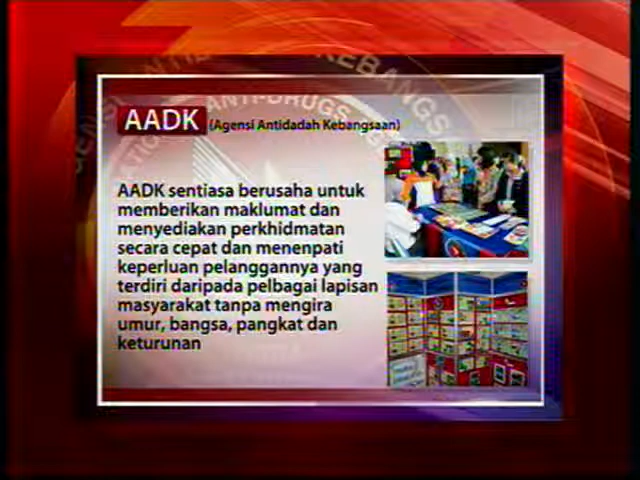 AADK (Agensi Antidadah Kebangsaan)
AADK sentiasa berusaha untuk
memberikan maklumat dan
menyediakan perkhidmatan
secara cepat dan menenpati
keperluan pelanggannya yang
terdiri daripada pelbagai lapisan
masyarakat tanpa mengira
umur, bangsa, pangkat dan
keturunan